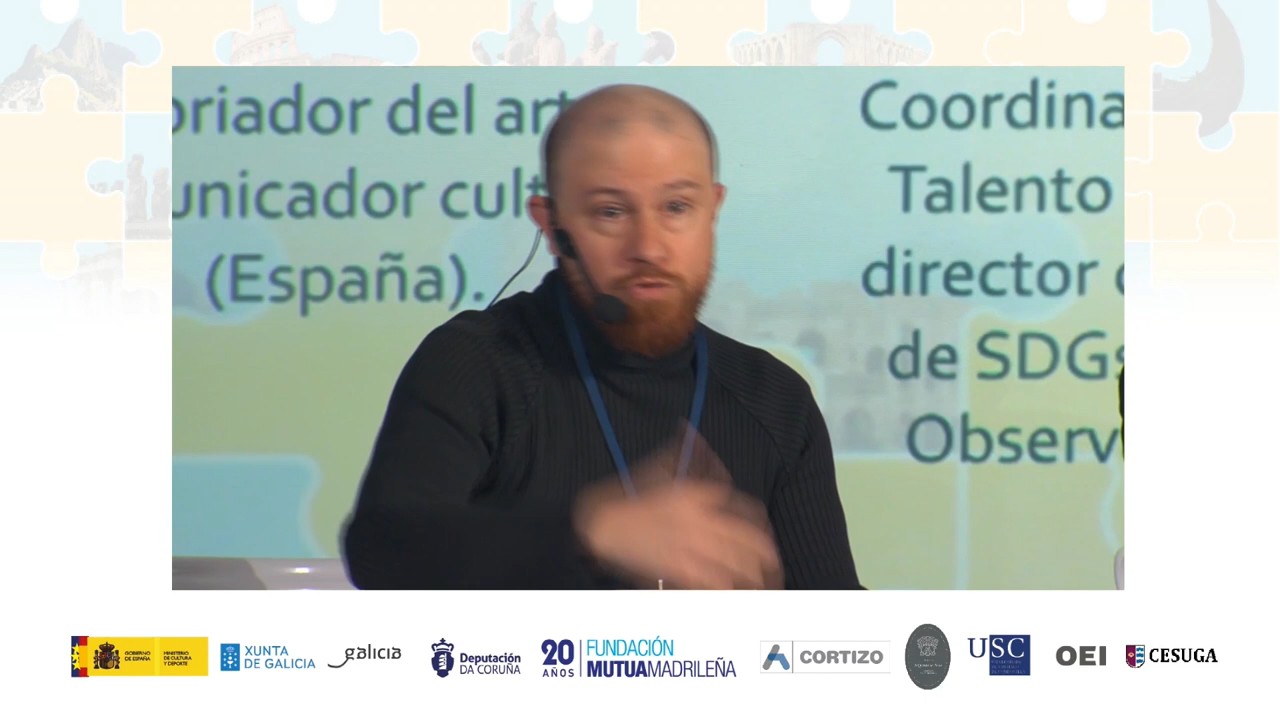 oriador del art
unicador cult
(España).
Coordina
Talento
director
de SDGs
Observ
GOBIERNO
DE ESPAÑA
MINISTERIO
DE CULTURA
Y DEPORTE
XUNTA
DE GALICIA
galicia
Deputación
DA CORUÑA
20
AÑOS
FUNDACIÓN
MUTUAMADRILEÑA
CORTIZO
USC
OEI
CESUGA